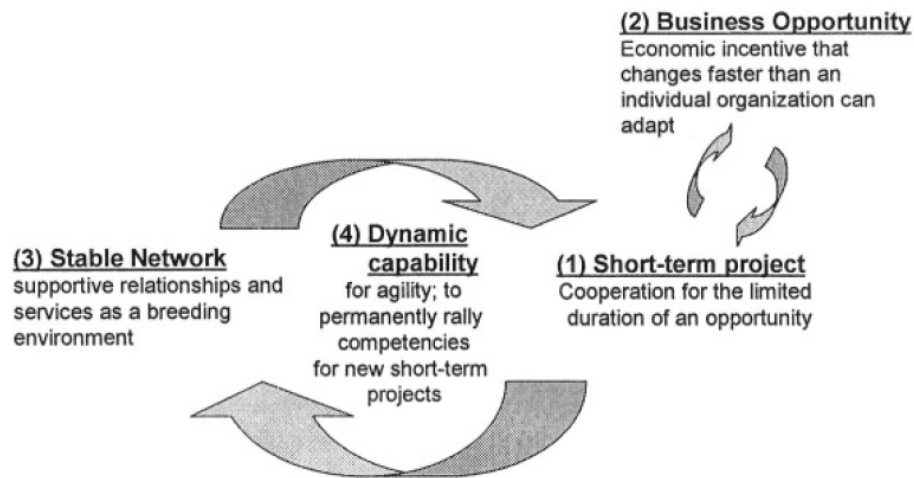 (2) Business Opportunity
Economic incentive that
changes faster than an
individual organization can
adapt
(3) Stable Network
supportive relationships and
services as a breeding
environment
(4) Dynamic
capability
for agility; to
permanently rally
competencies
for new short-term
projects
(1) Short-term project
Cooperation for the limited
duration of an opportunity